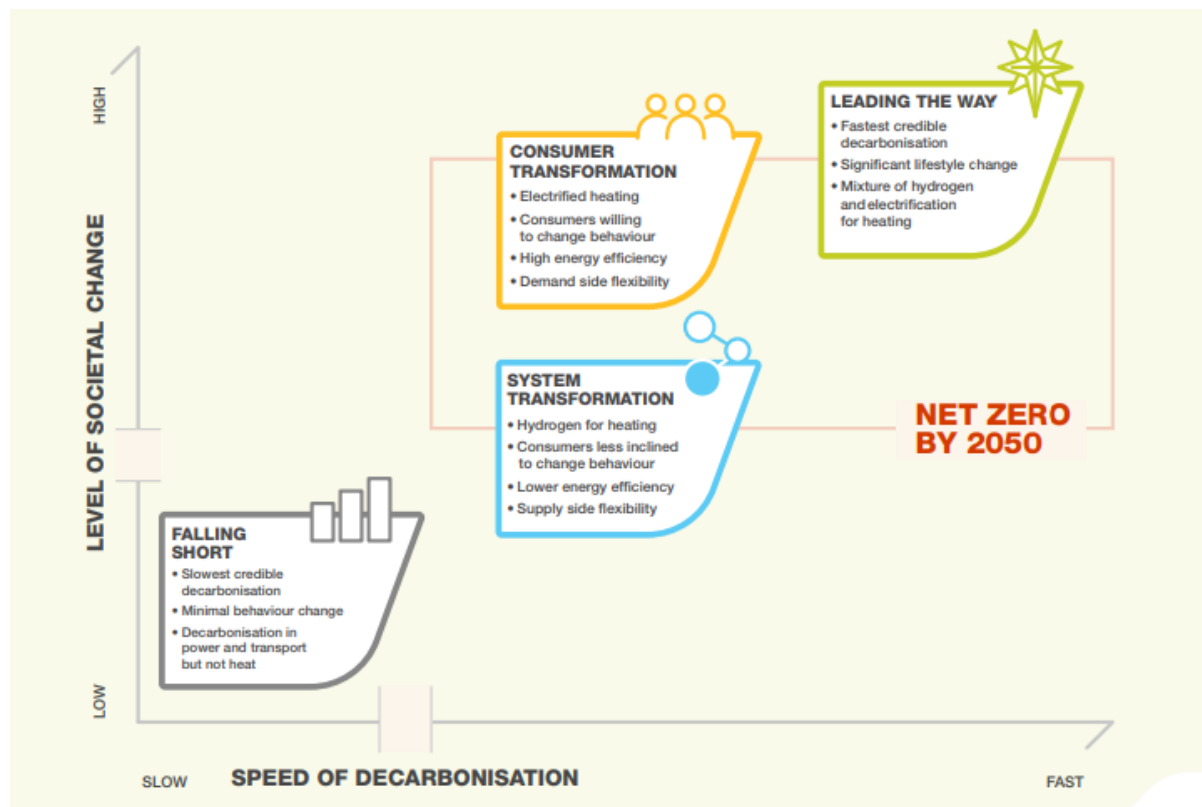 HIGH
LEVEL OF SOCIETAL CHANGE
LOW
LEADING THE WAY
• Fastest credible
decarbonisation
• Significant lifestyle change
• Mixture of hydrogen
and electrification
for heating
CONSUMER
TRANSFORMATION
• Electrified heating
• Consumers willing
to change behaviour
• High energy efficiency
• Demand side flexibility
SYSTEM
TRANSFORMATION
• Hydrogen for heating
• Consumers less inclined
to change behaviour
• Lower energy efficiency
• Supply side flexibility
NET ZERO
BY 2050
FALLING
SHORT
• Slowest credible
decarbonisation
• Minimal behaviour change
• Decarbonisation in
power and transport
but not heat
SLOW
SPEED OF DECARBONISATION
FAST